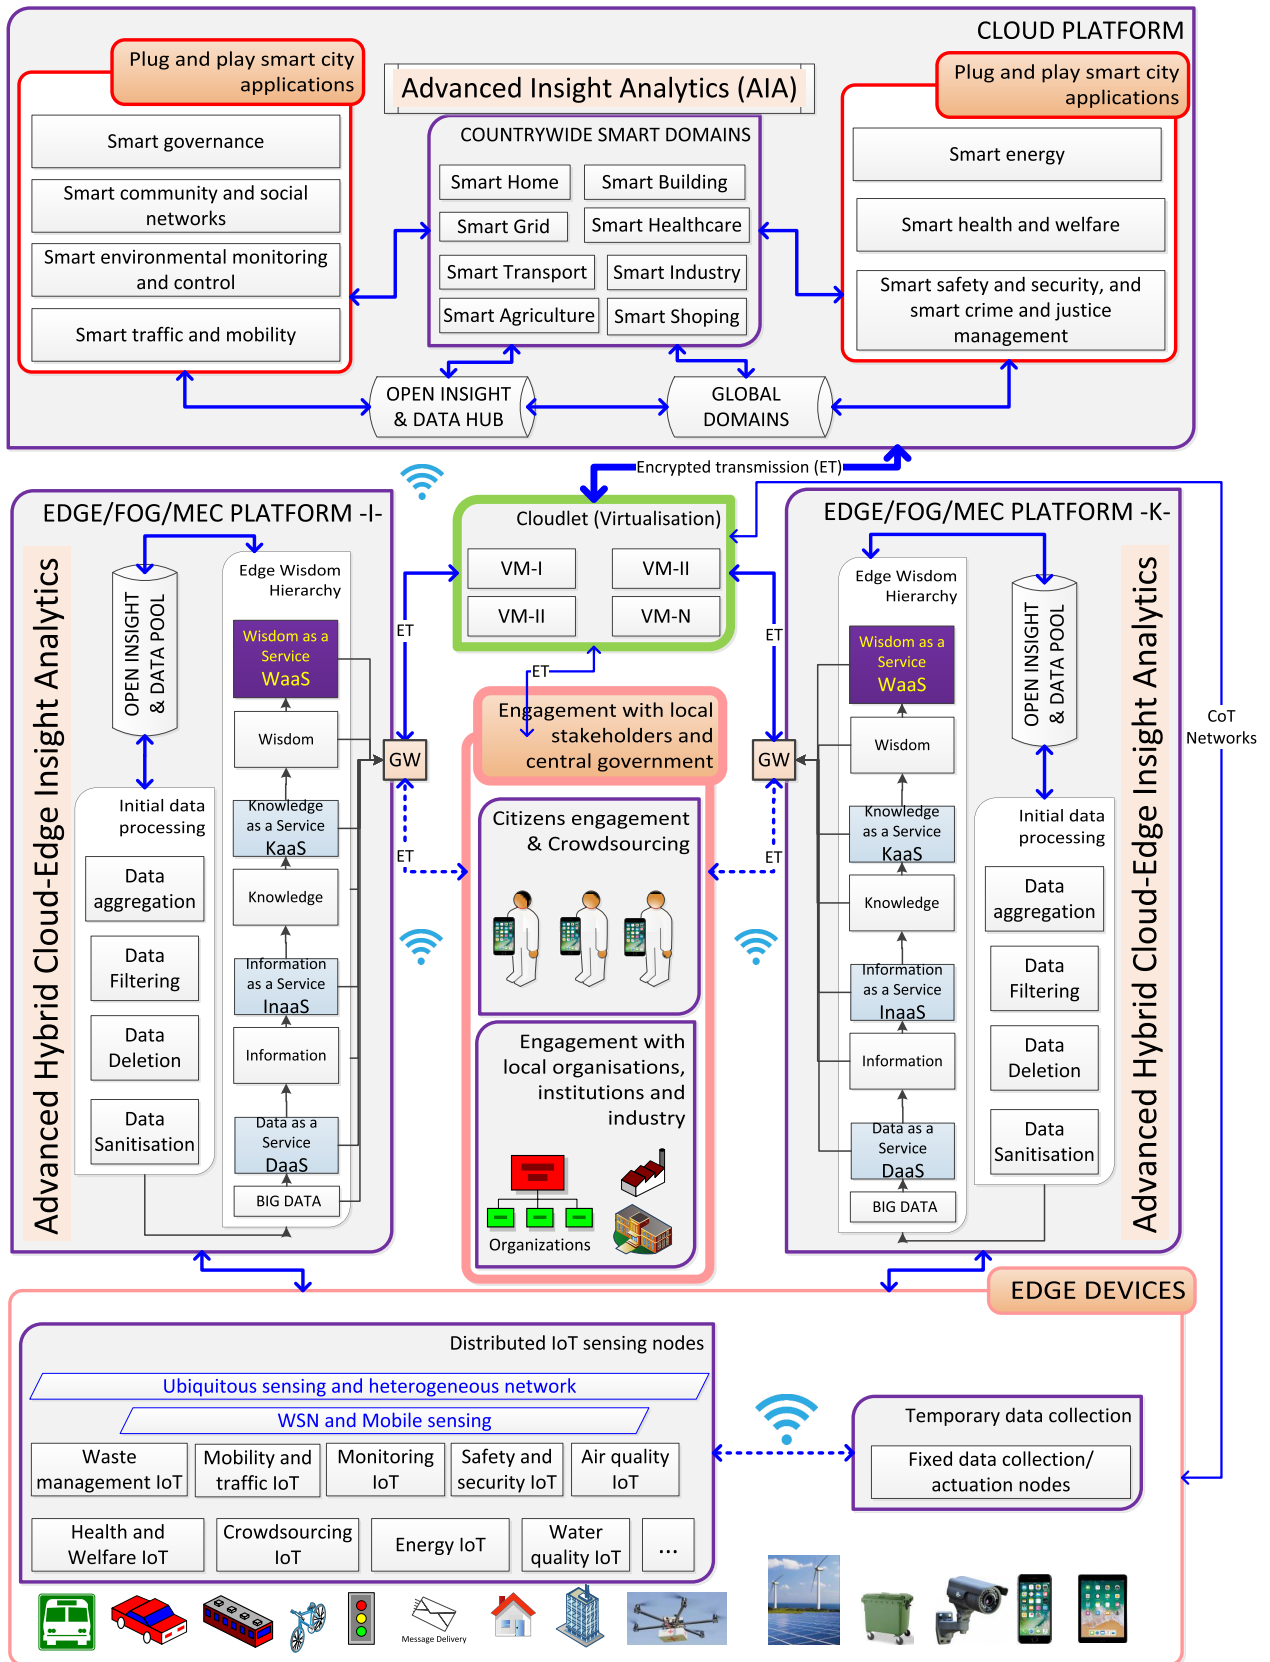 CLOUD PLATFORM
Plug and play smart city
applications
Smart governance
Smart community and social
networks
Smart environmental monitoring
and control
Smart traffic and mobility
Advanced Insight Analytics (AIA)
COUNTRYWIDE SMART DOMAINS
Smart Home
Smart Building
Smart Grid
Smart Healthcare
Smart Transport
Smart Industry
Smart Agriculture
Smart Shoping
Plug and play smart city
applications
Smart energy
Smart health and welfare
Smart safety and security, and
smart crime and justice
management
OPEN INSIGHT
& DATA HUB
GLOBAL
DOMAINS
Encrypted transmission (ET)
EDGE/FOG/MEC PLATFORM -I-
Advanced Hybrid Cloud-Edge Insight Analytics
OPEN INSIGHT
& DATA POOL
Initial data
processing
Data
aggregation
Data
Filtering
Data
Deletion
Data
Sanitisation
Edge Wisdom
Hierarchy
Wisdom as a
Service
WaaS
Wisdom
Knowledge
as a Service
KaaS
Knowledge
Information
as a Service
InaaS
Information
Data as a
Service
DaaS
BIG DATA
GW
ET
ET
Cloudlet (Virtualisation)
VM-I
VM-II
VM-II
VM-N
ET
Engagement with local
stakeholders and
central government
Citizens engagement
& Crowdsourcing
Engagement with
local organisations,
institutions and
industry
Organizations
ET
GW
ET
EDGE/FOG/MEC PLATFORM -K-
Edge Wisdom
Hierarchy
Wisdom as a
Service
WaaS
Wisdom
Knowledge
as a Service
KaaS
Knowledge
Information
as a Service
InaaS
Information
Data as a
Service
DaaS
BIG DATA
OPEN INSIGHT
& DATA POOL
Initial data
processing
Data
aggregation
Data
Filtering
Data
Deletion
Data
Sanitisation
Advanced Hybrid Cloud-Edge Insight Analytics
CoT
Networks
EDGE DEVICES
Distributed IoT sensing nodes
Ubiquitous sensing and heterogeneous network
WSN and Mobile sensing
Waste
management IoT
Mobility and
traffic IoT
Monitoring
IoT
Safety and
security IoT
Air quality
IoT
Health and
Welfare IoT
Crowdsourcing
IoT
Energy IoT
Water
quality IoT
...
Temporary data collection
Fixed data collection/
actuation nodes
Message Delivery